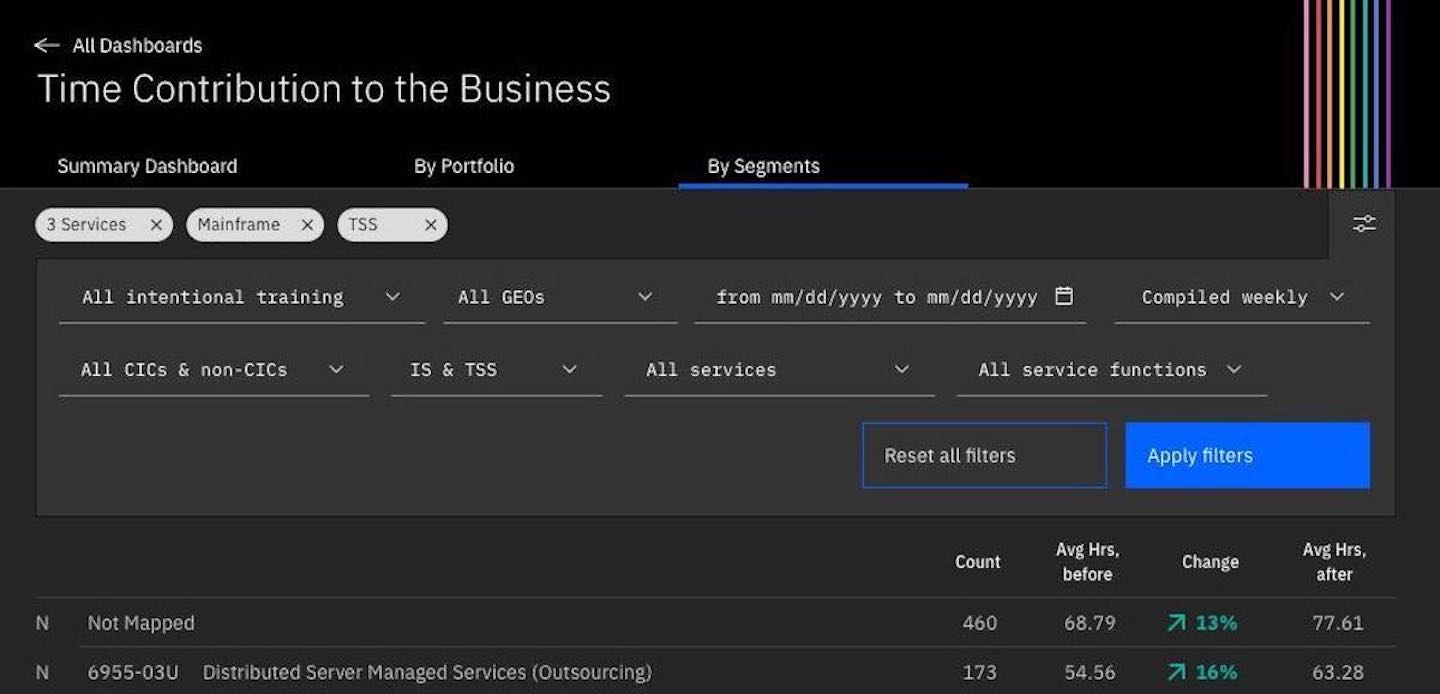 All Dashboards
Time Contribution to the Business
Summary Dashboard By Portfolio By Segments
3 Services Mainframe TSS
All intentional training All GEOs from mm/dd/yyyy to mm/dd/yyyy Compiled weekly
All CICs & non-CICs IS & TSS All services All service functions
Reset all filters Apply filters
Count Avg Hrs, before Change Avg Hrs, after
N Not Mapped 460 68.79 13% 77.61
N 6955-03U Distributed Server Managed Services (Outsourcing) 173 54.56 16% 63.28